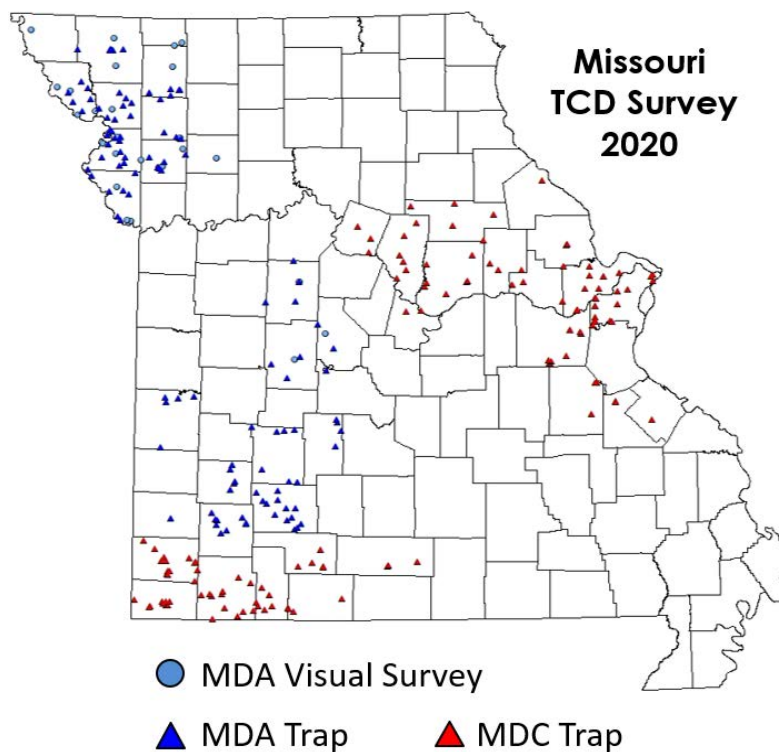 Missouri
TCD Survey
2020
MDA Visual Survey
MDA Trap
MDC Trap